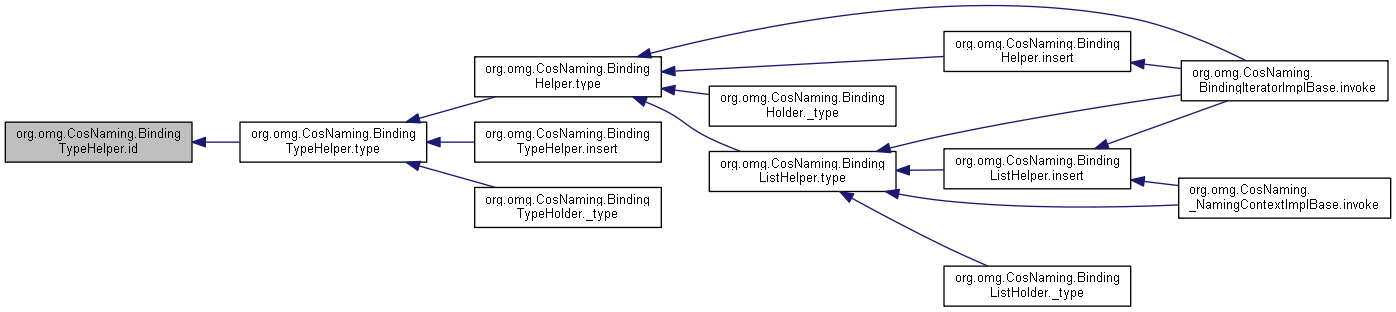 org.omg.CosNaming.Binding
TypeHelper.id
org.omg.CosNaming.Binding
TypeHelper.type
org.omg.CosNaming.Binding
Helper.type
org.omg.CosNaming.Binding
TypeHelper.insert
org.omg.CosNaming.Binding
TypeHolder._type
org.omg.CosNaming.Binding
Holder._type
org.omg.CosNaming.Binding
ListHelper.type
org.omg.CosNaming.Binding
Helper.insert
org.omg.CosNaming.Binding
ListHelper.insert
org.omg.CosNaming.Binding
ListHolder._type
org.omg.CosNaming.
BindingIteratorImplBase.invoke
org.omg.CosNaming.
_NamingContextImplBase.invoke